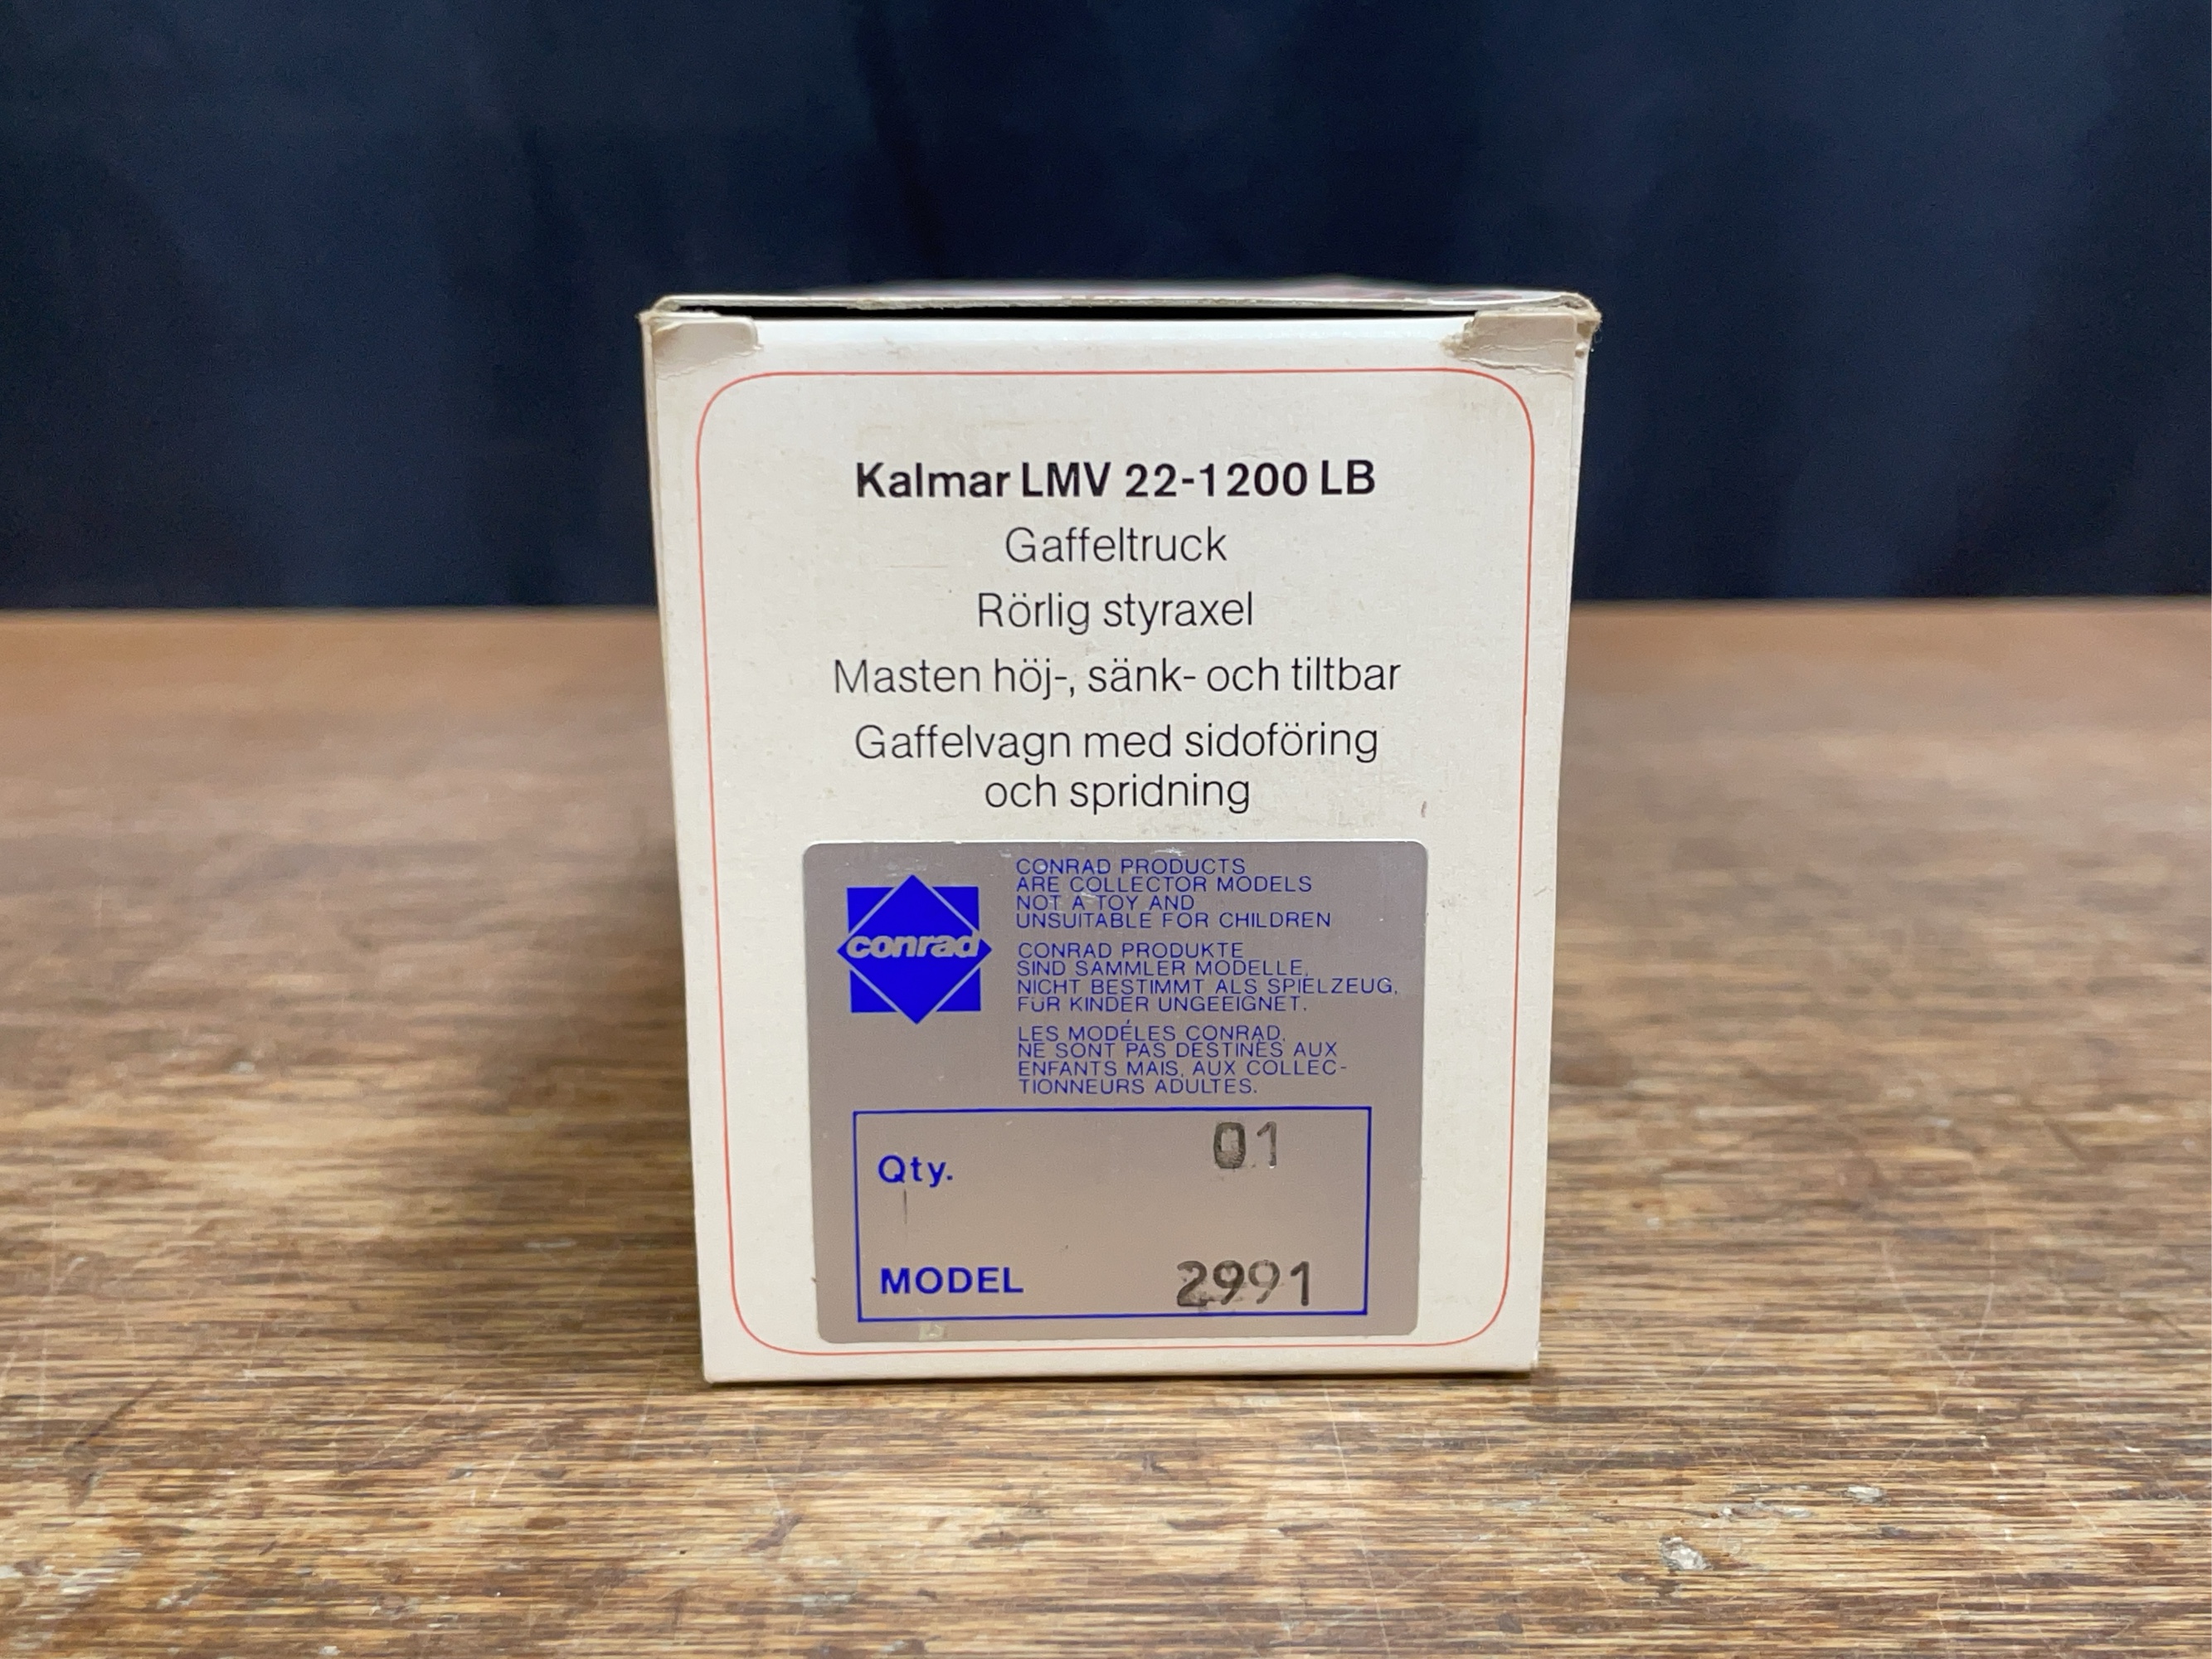 Kalmar LMV 22-1200 LB
Gaffeltruck
Rörlig styraxel
Masten höj-, sänk- och tiltbar
Gaffelvagn med sidoföring
och spridning
conrad
CONRAD PRODUCTS
ARE COLLECTOR MODELS
NOT A TOY AND
UNSUITABLE FOR CHILDREN
CONRAD PRODUKTE
SIND SAMMLER MODELLE,
NICHT BESTIMMT ALS SPIELZEUG,
FÜR KINDER UNGEEIGNET.
LES MODÉLES CONRAD,
NE SONT PAS DESTINÈS AUX
ENFANTS MAIS, AUX COLLEC-
TIONNEURS ADULTES.
Qty. 01
MODEL 2991